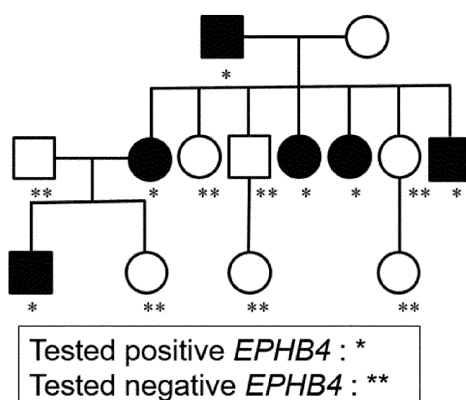 *
** * ** ** * * ** *
* ** ** **
Tested positive EPHB4 : *
Tested negative EPHB4 : **